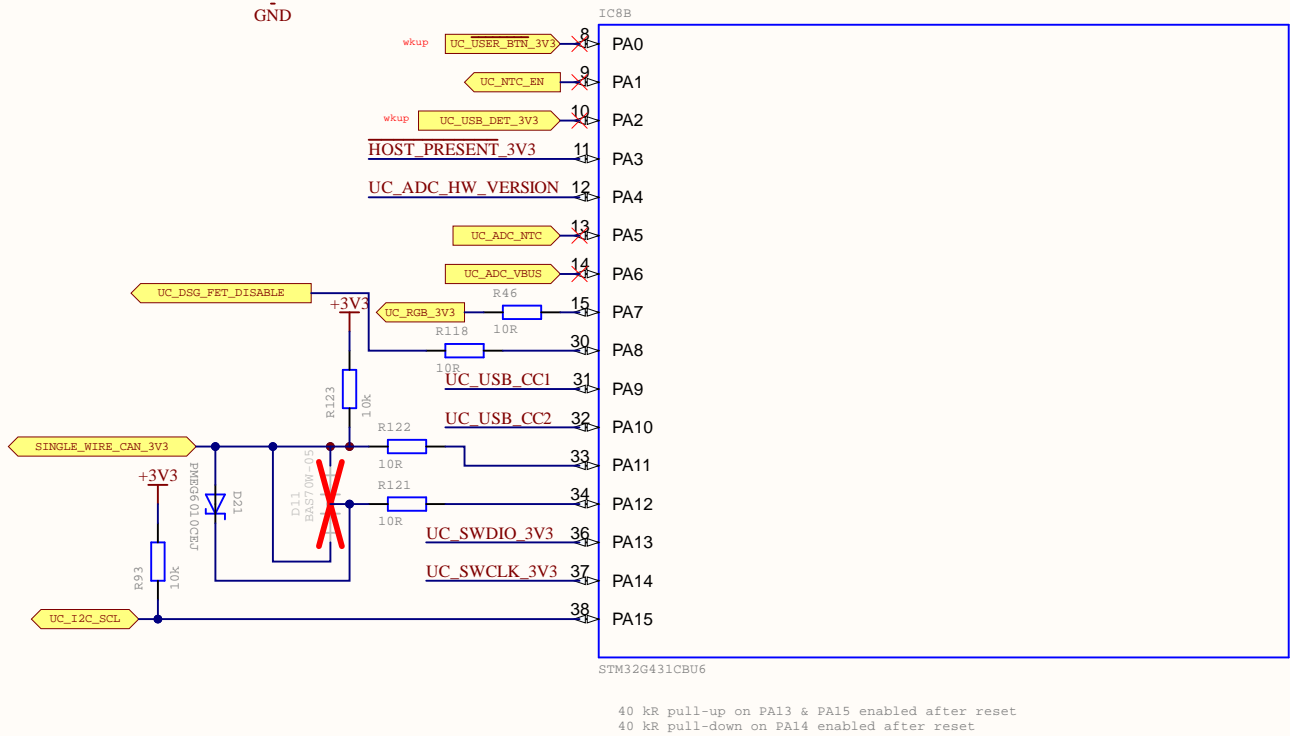 GND
IC8B
wkup
UC_USER_BTN_3V3
8
PA0
UC_NTC_EN
9
PA1
wkup
UC_USB_DET_3V3
10
PA2
HOST_PRESENT_3V3
11
PA3
UC_ADC_HW_VERSION
12
PA4
UC_ADC_NTC
13
PA5
UC_ADC_VBUS
14
PA6
UC_DSG_FET_DISABLE
+3V3
UC_RGB_3V3
R46
10R
15
PA7
R118
10R
30
PA8
R123
10k
UC_USB_CC1
31
PA9
UC_USB_CC2
32
PA10
SINGLE_WIRE_CAN_3V3
R122
10R
33
PA11
+3V3
PMEG6010CEJ
D21
D11
BAS70W-05
R121
10R
34
PA12
UC_SWDIO_3V3
36
PA13
R93
10k
UC_SWCLK_3V3
37
PA14
UC_I2C_SCL
38
PA15
STM32G431CBU6
40 kR pull-up on PA13 & PA15 enabled after reset
40 kR pull-down on PA14 enabled after reset